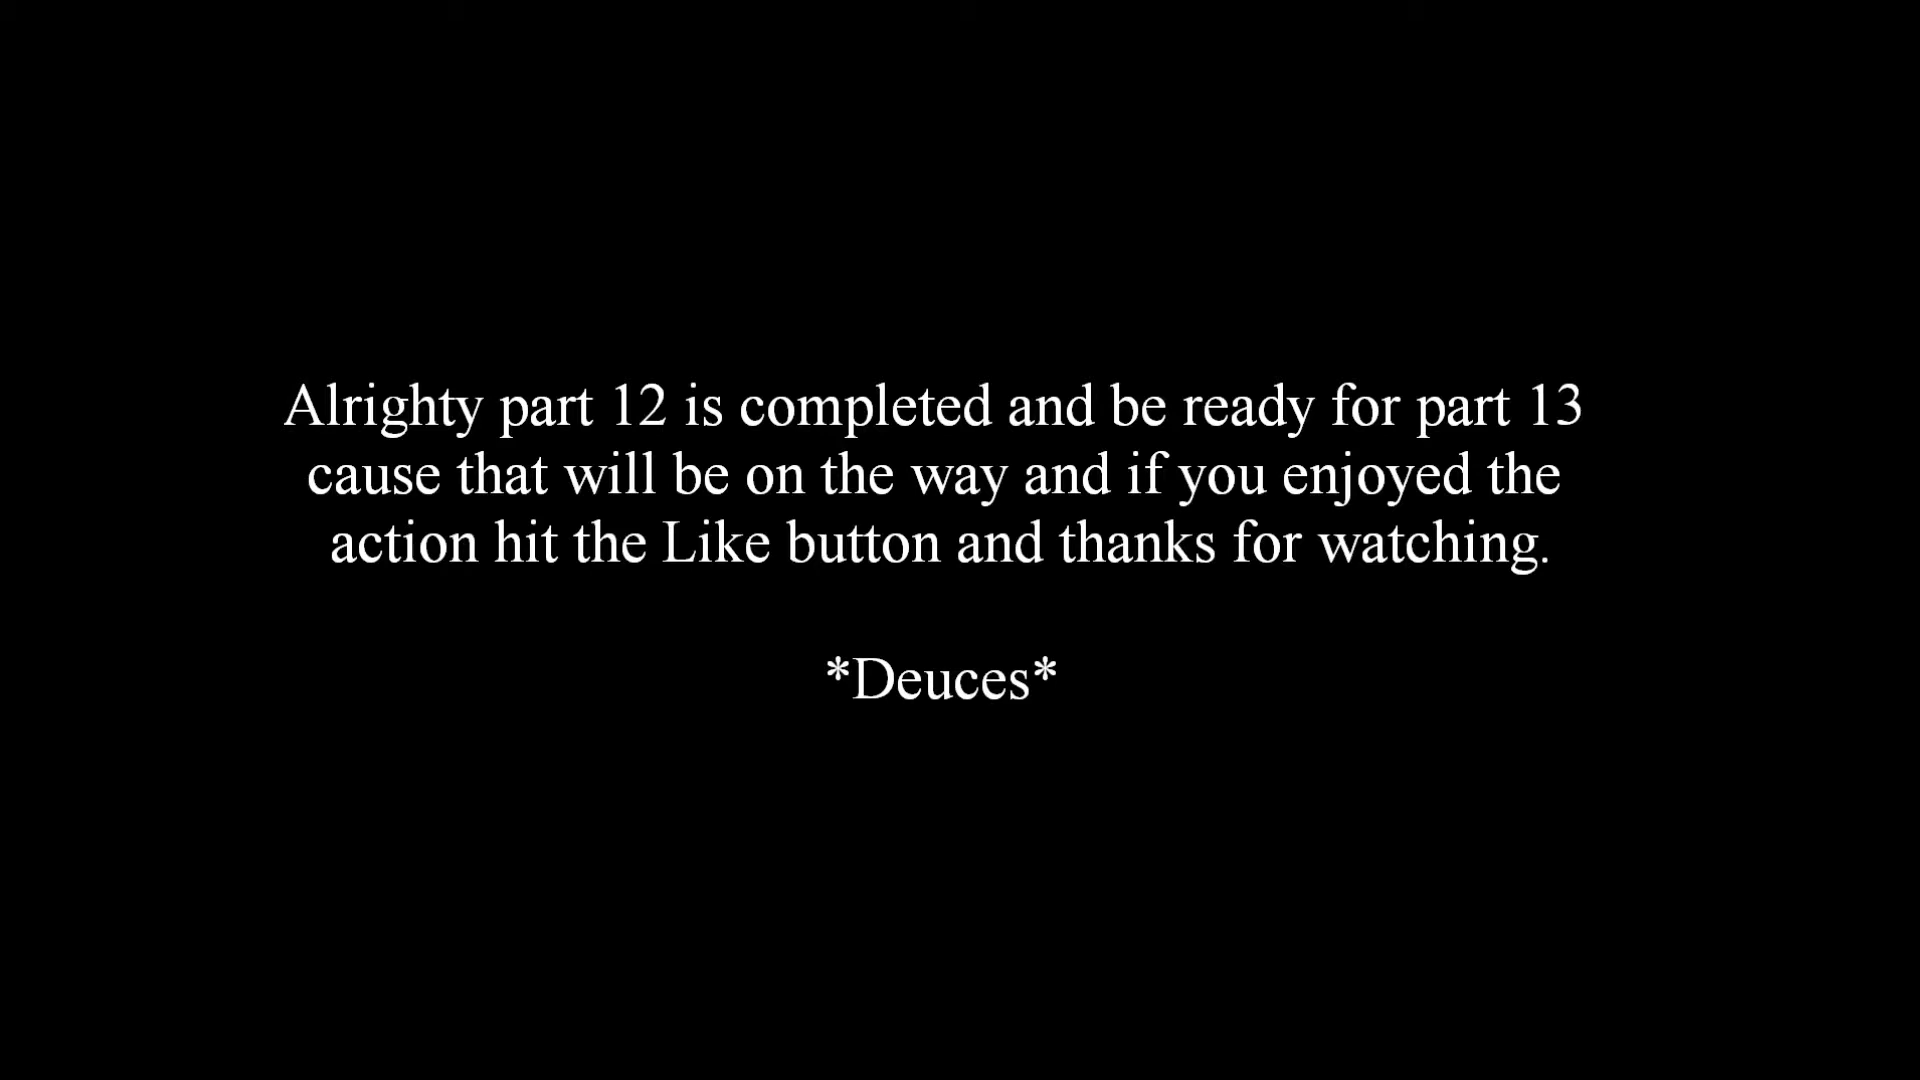 Alrighty part 12 is completed and be ready for part 13
cause that will be on the way and if you enjoyed the
action hit the Like button and thanks for watching.
*Deuces*